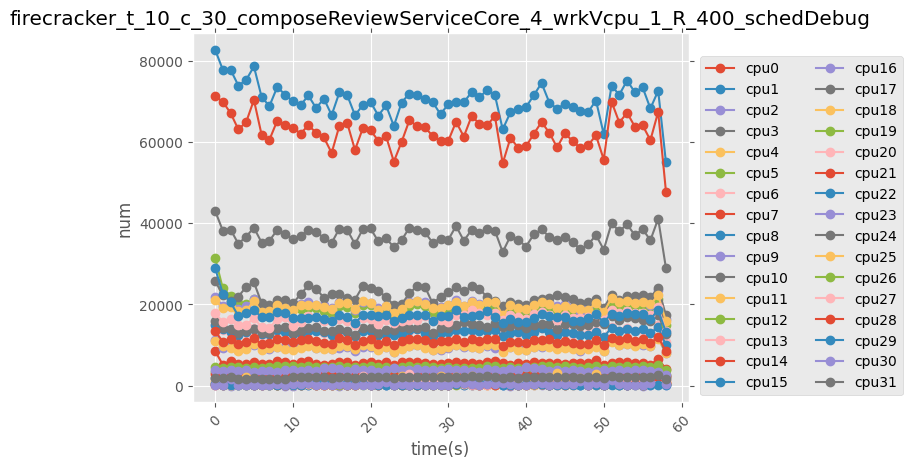 firecracker_t_10_c_30_composeReviewServiceCore_4_wrkVcpu_1_R_400_schedDebug
80000
60000
40000
20000
0
num
0
10
20
30
40
50
60
time(s)
cpu0
cpu1
cpu2
cpu3
cpu4
cpu5
cpu6
cpu7
cpu8
cpu9
cpu10
cpu11
cpu12
cpu13
cpu14
cpu15
cpu16
cpu17
cpu18
cpu19
cpu20
cpu21
cpu22
cpu23
cpu24
cpu25
cpu26
cpu27
cpu28
cpu29
cpu30
cpu31